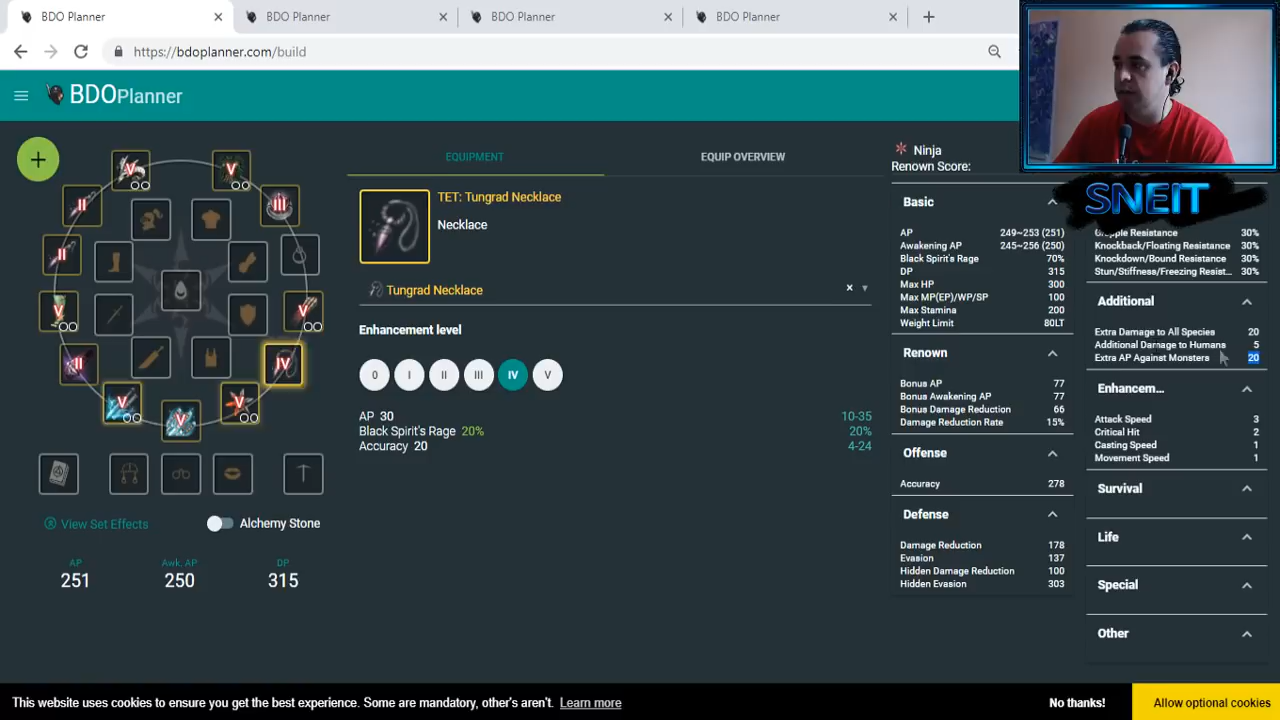 BDO Planner
BDO Planner
BDO Planner
BDO Planner
https://bdoplanner.com/build
BDOPlanner
SNEIT
V
V
II
III
II
V
V
II
IV
V
V
V
View Set Effects
Alchemy Stone
AP
251
Awk. AP
250
DP
315
EQUIPMENT
EQUIP OVERVIEW
TET: Tungrad Necklace
Necklace
Tungrad Necklace
Enhancement level
0 I II III IV V
AP 30 10-35
Black Spirit's Rage 20% 20%
Accuracy 20 4-24
Ninja
Renown Score:
Basic
AP 249~253 (251)
Awakening AP 245~256 (250)
Black Spirit's Rage 70%
DP 315
Max HP 300
Max MP(EP)/WP/SP 100
Max Stamina 200
Weight Limit 80LT
Renown
Bonus AP 77
Bonus Awakening AP 77
Bonus Damage Reduction 66
Damage Reduction Rate 15%
Offense
Accuracy 278
Defense
Damage Reduction 178
Evasion 137
Hidden Damage Reduction 100
Hidden Evasion 303
Grapple Resistance 30%
Knockback/Floating Resistance 30%
Knockdown/Bound Resistance 30%
Stun/Stiffness/Freezing Resist... 30%
Additional
Extra Damage to All Species 20
Additional Damage to Humans 5
Extra AP Against Monsters 20
Enhancem...
Attack Speed 3
Critical Hit 2
Casting Speed 1
Movement Speed 1
Survival
Life
Special
Other
This website uses cookies to ensure you get the best experience. Some are mandatory, other's aren't. Learn more
No thanks!
Allow optional cookies